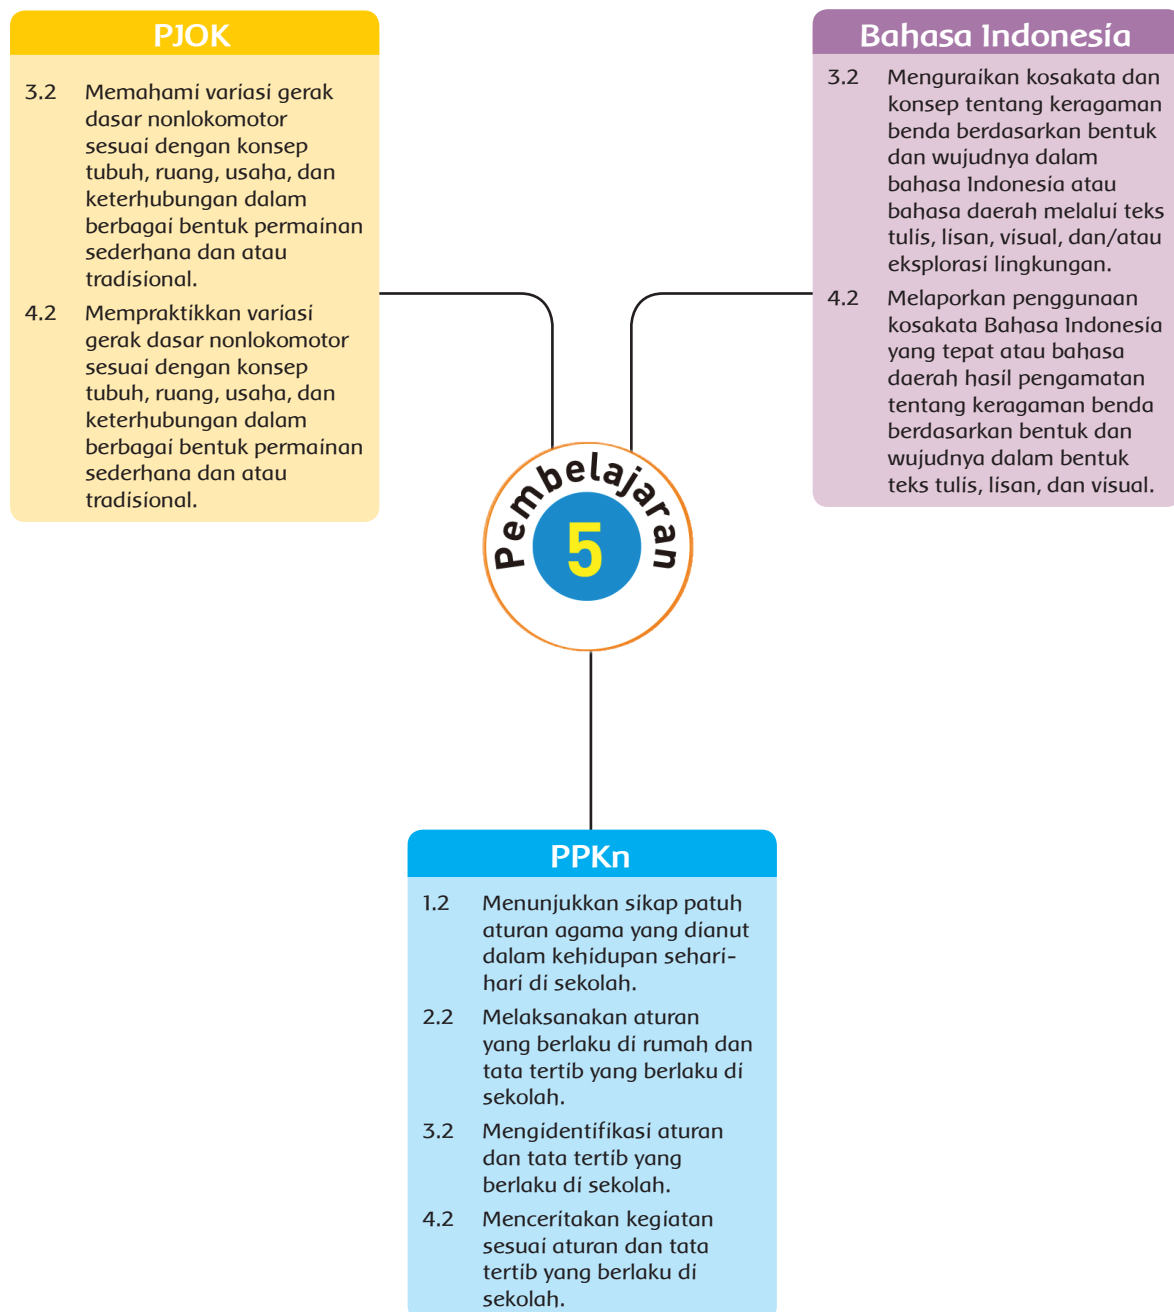 PJOK
3.2 Memahami variasi gerak
dasar nonlokomotor
sesuai dengan konsep
tubuh, ruang, usaha, dan
keterhubungan dalam
berbagai bentuk permainan
sederhana dan atau
tradisional.
4.2 Mempraktikkan variasi
gerak dasar nonlokomotor
sesuai dengan konsep
tubuh, ruang, usaha, dan
keterhubungan dalam
berbagai bentuk permainan
sederhana dan atau
tradisional.
Bahasa Indonesia
3.2 Menguraikan kosakata dan
konsep tentang keragaman
benda berdasarkan bentuk
dan wujudnya dalam
bahasa Indonesia atau
bahasa daerah melalui teks
tulis, lisan, visual, dan/atau
eksplorasi lingkungan.
4.2 Melaporkan penggunaan
kosakata Bahasa Indonesia
yang tepat atau bahasa
daerah hasil pengamatan
tentang keragaman benda
berdasarkan bentuk dan
wujudnya dalam bentuk
teks tulis, lisan, dan visual.
Pembelajaran
5
PPKn
1.2 Menunjukkan sikap patuh
aturan agama yang dianut
dalam kehidupan sehari-
hari di sekolah.
2.2 Melaksanakan aturan
yang berlaku di rumah dan
tata tertib yang berlaku di
sekolah.
3.2 Mengidentifikasi aturan
dan tata tertib yang
berlaku di sekolah.
4.2 Menceritakan kegiatan
sesuai aturan dan tata
tertib yang berlaku di
sekolah.